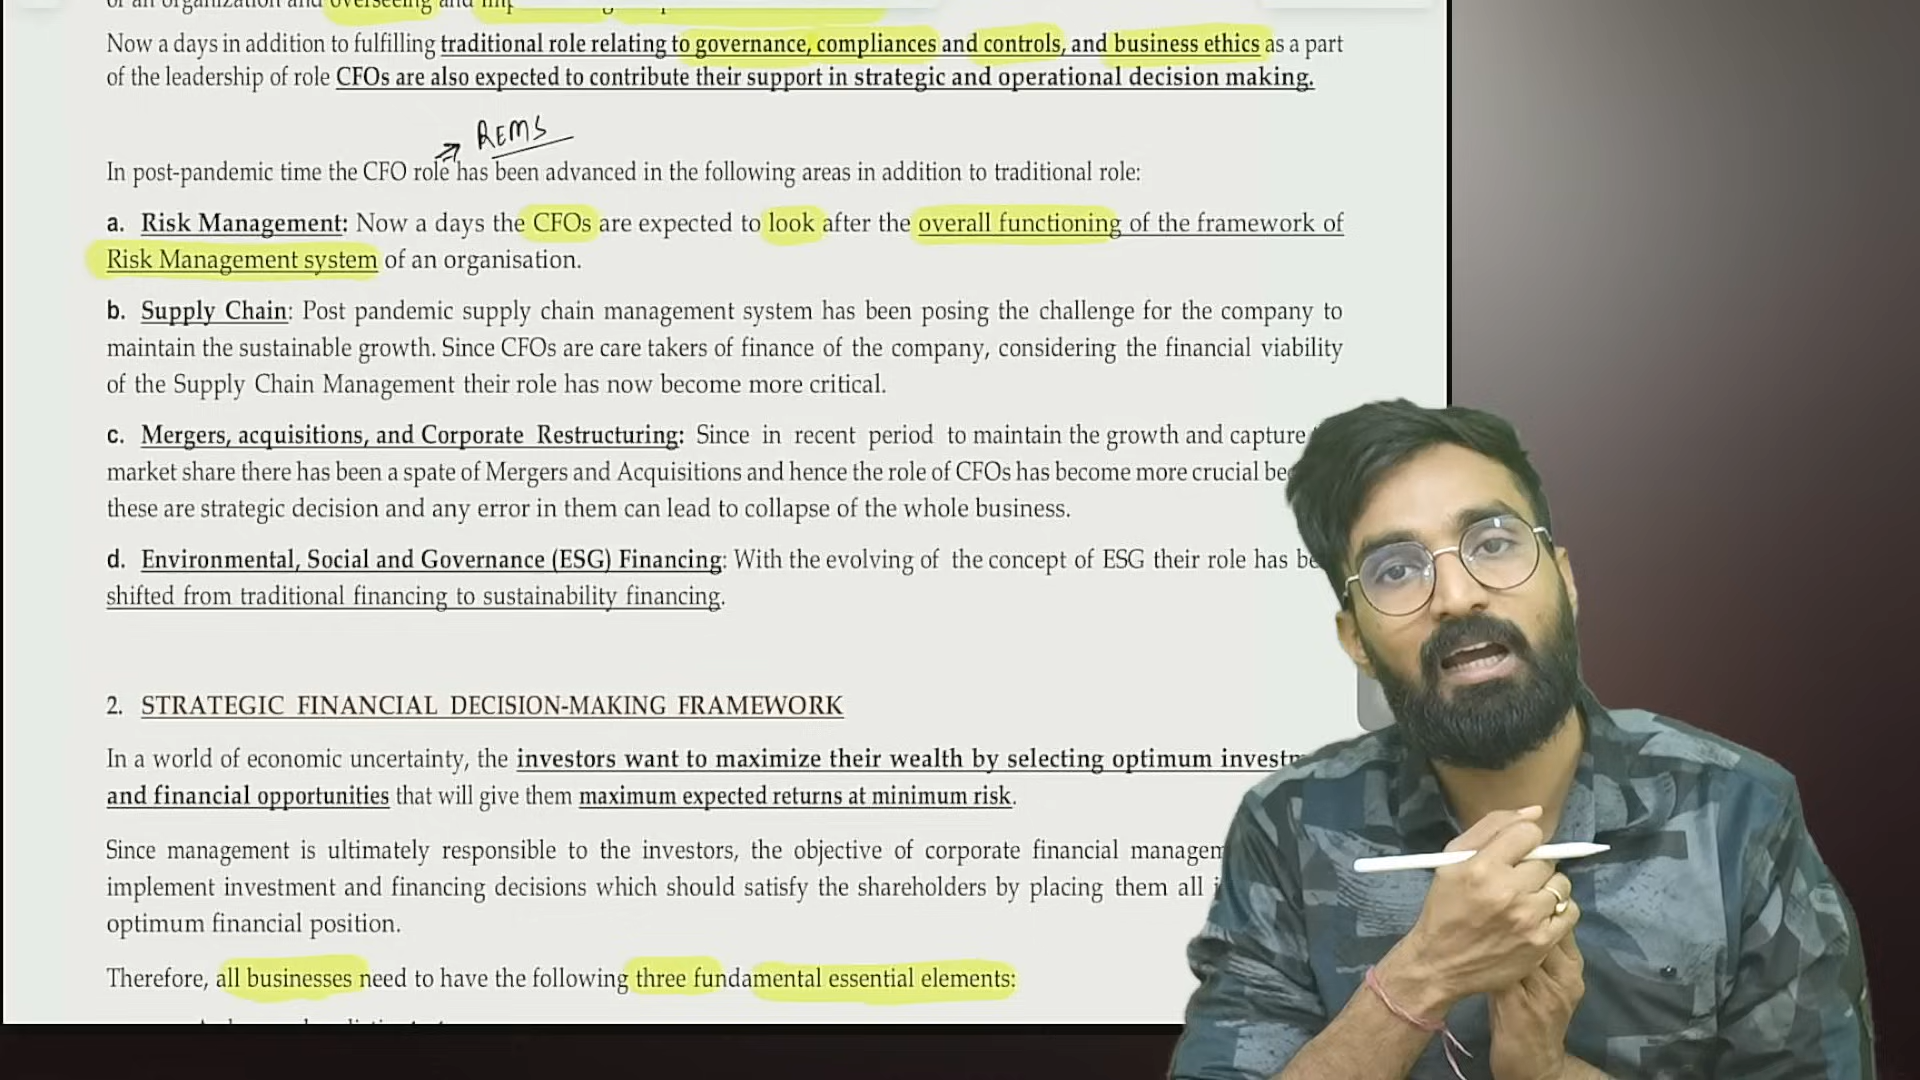 of an organization and overseeing and
Now a days in addition to fulfilling traditional role relating to governance, compliances and controls, and business ethics as a part
of the leadership of role CFOs are also expected to contribute their support in strategic and operational decision making.
REMS
In post-pandemic time the CFO role has been advanced in the following areas in addition to traditional role:
a. Risk Management: Now a days the CFOs are expected to look after the overall functioning of the framework of
Risk Management system of an organisation.
b. Supply Chain: Post pandemic supply chain management system has been posing the challenge for the company to
maintain the sustainable growth. Since CFOs are care takers of finance of the company, considering the financial viability
of the Supply Chain Management their role has now become more critical.
c. Mergers, acquisitions, and Corporate Restructuring: Since in recent period to maintain the growth and capture
market share there has been a spate of Mergers and Acquisitions and hence the role of CFOs has become more crucial
these are strategic decision and any error in them can lead to collapse of the whole business.
d. Environmental, Social and Governance (ESG) Financing: With the evolving of the concept of ESG their role has
shifted from traditional financing to sustainability financing.
2. STRATEGIC FINANCIAL DECISION-MAKING FRAMEWORK
In a world of economic uncertainty, the investors want to maximize their wealth by selecting optimum
and financial opportunities that will give them maximum expected returns at minimum risk.
Since management is ultimately responsible to the investors, the objective of corporate financial
implement investment and financing decisions which should satisfy the shareholders by placing them all
optimum financial position.
Therefore, all businesses need to have the following three fundamental essential elements: